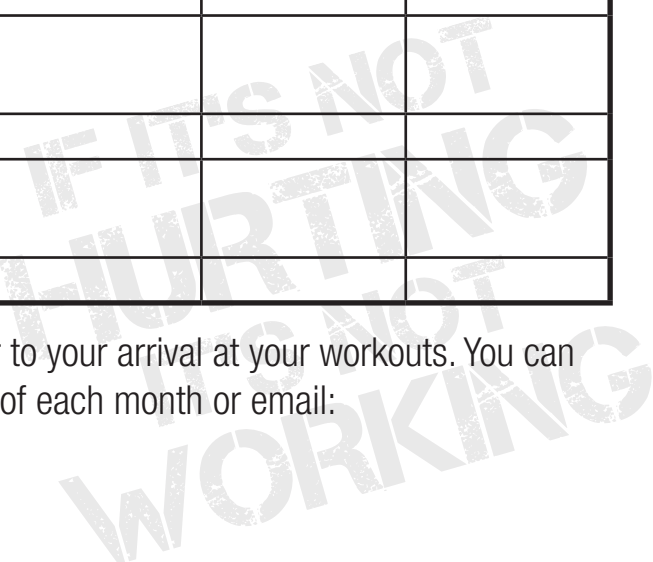 IF IT'S NOT
HURTING
IT'S NOT
WORKING
to your arrival at your workouts. You can
of each month or email: